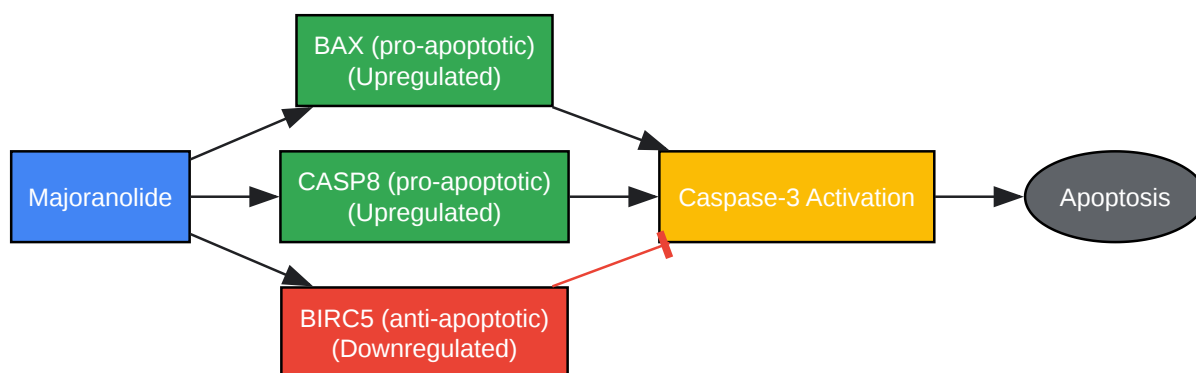 BAX (pro-apoptotic)
(Upregulated)
Majoranolide
CASP8 (pro-apoptotic)
(Upregulated)
Caspase-3 Activation
Apoptosis
BIRC5 (anti-apoptotic)
(Downregulated)